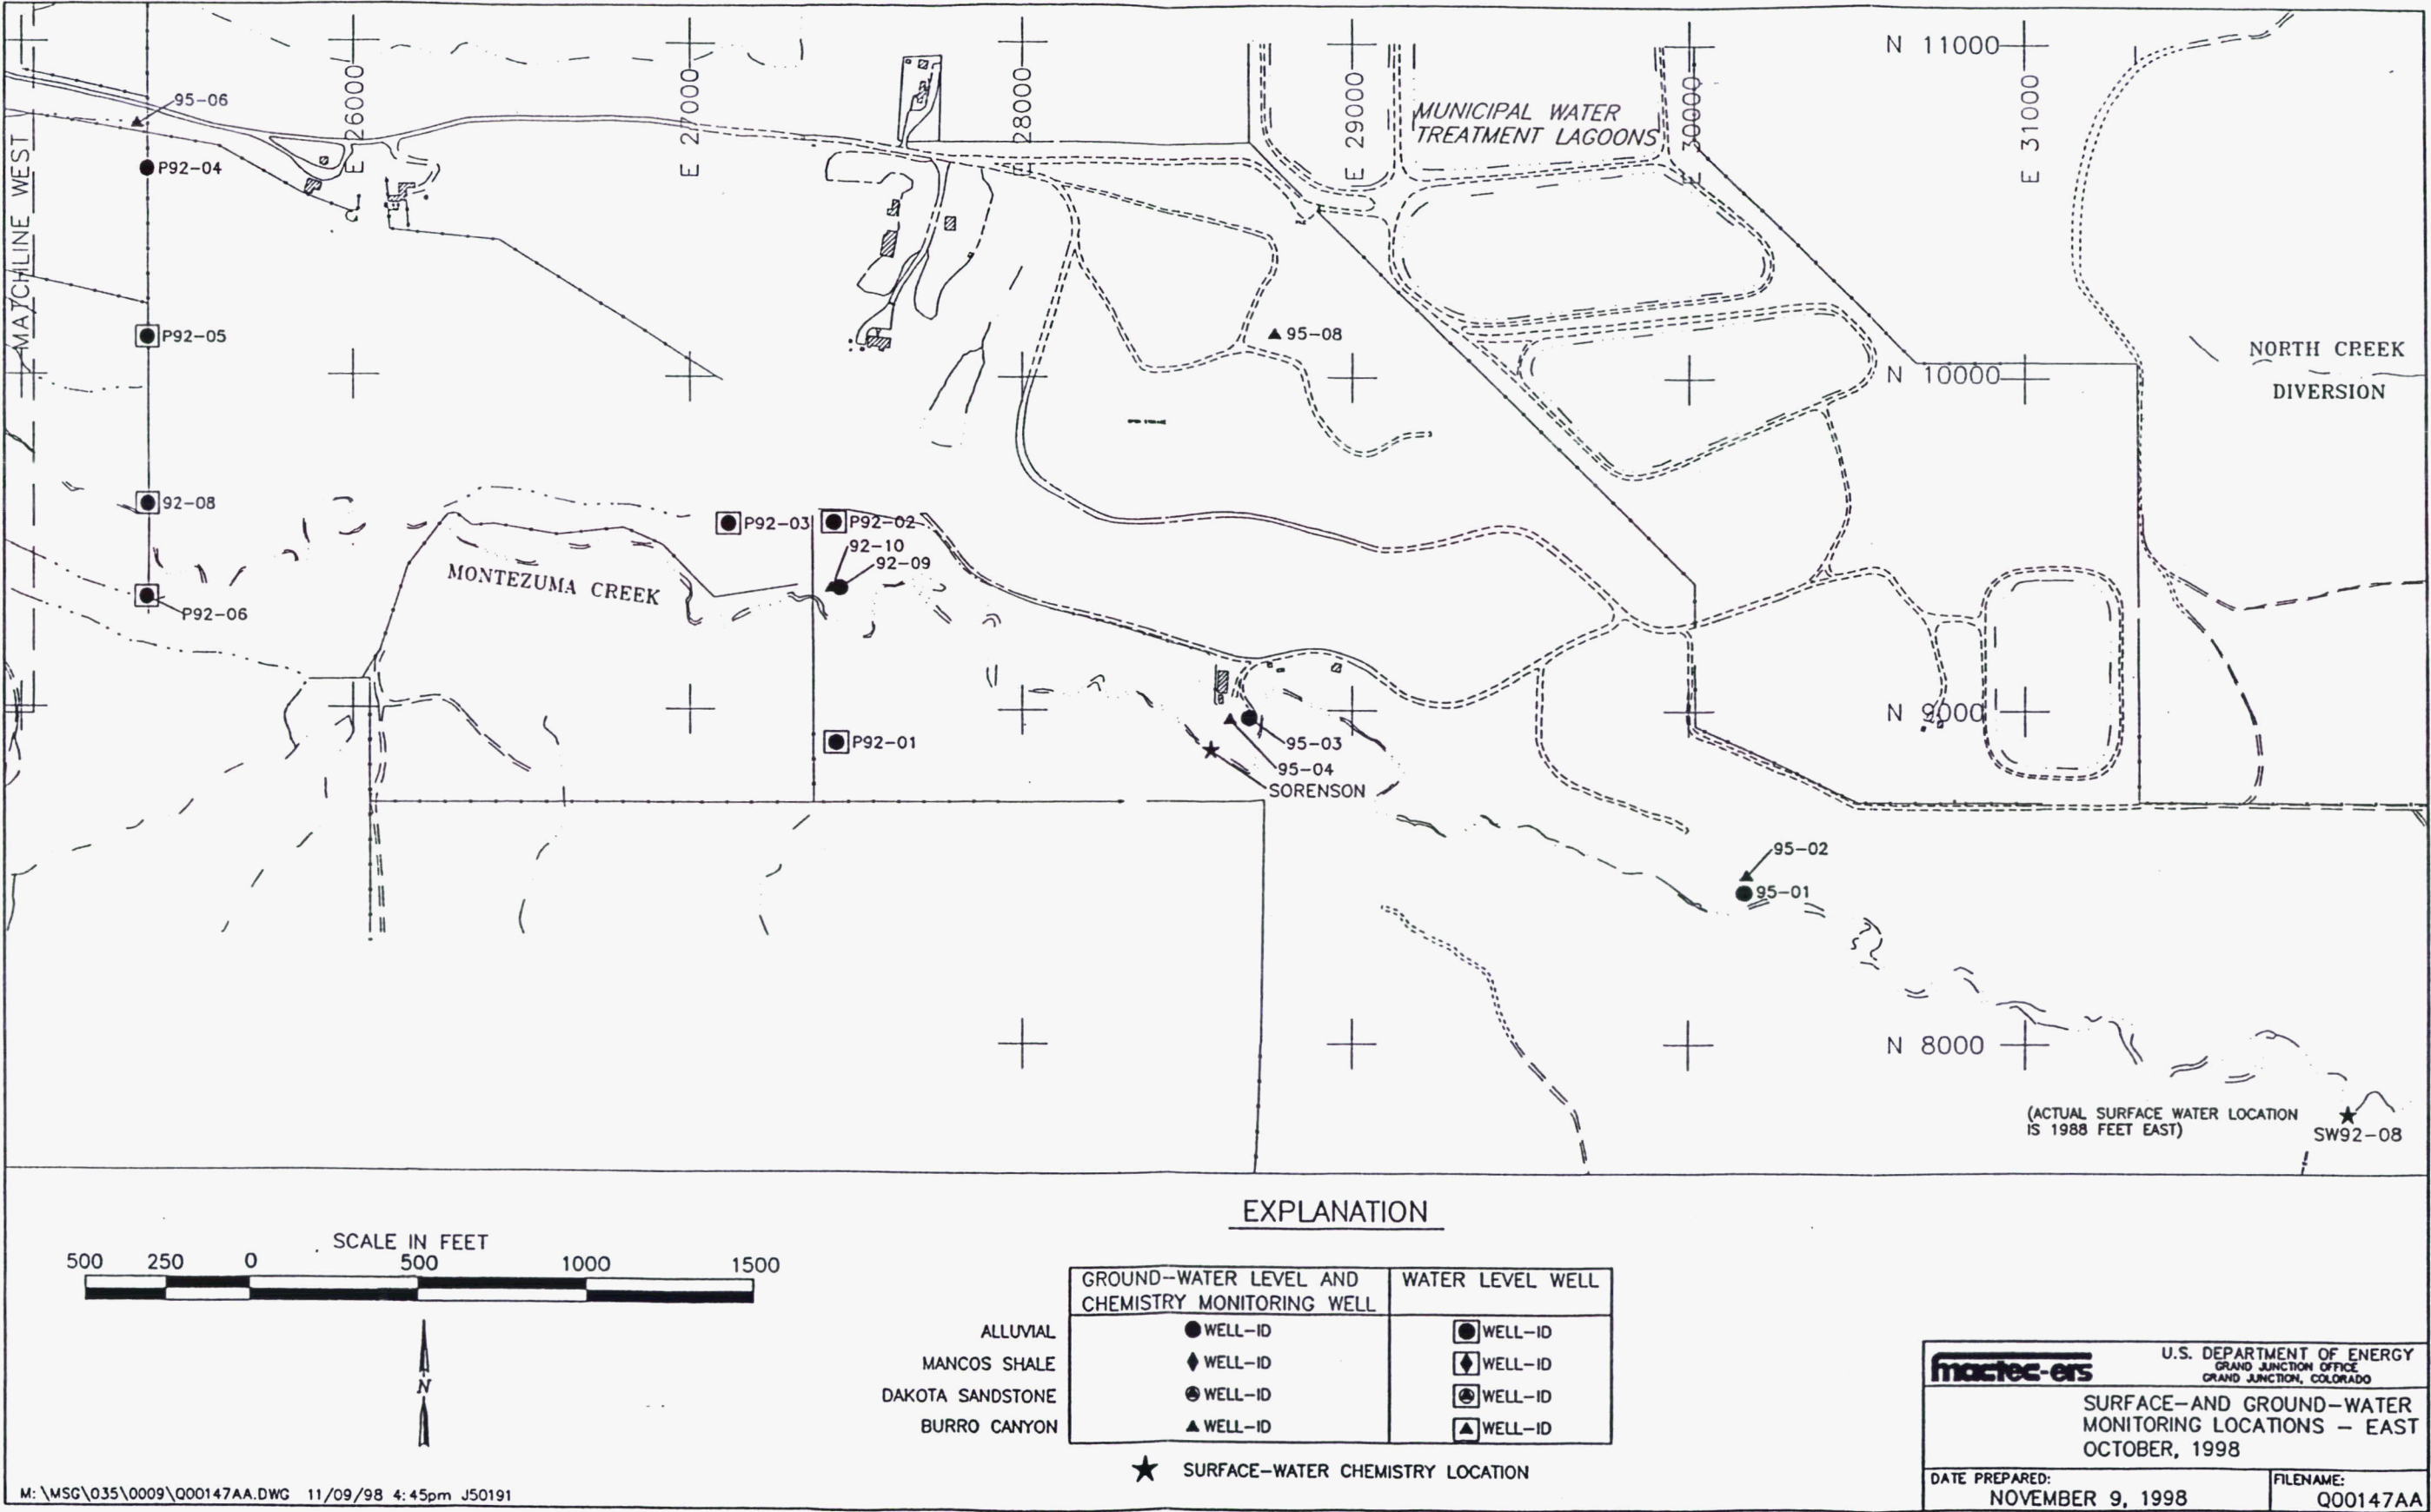 N 11000
E 26000
E 27000
E 28000
E 29000
E 30000
E 31000
MUNICIPAL WATER
TREATMENT LAGOONS
MATCHLINE WEST
95-06
P92-04
P92-05
95-08
N 10000
NORTH CREEK
DIVERSION
92-08
P92-03
P92-02
92-10
92-09
MONTEZUMA CREEK
P92-06
N 9000
P92-01
95-03
95-04
SORENSON
95-02
95-01
N 8000
(ACTUAL SURFACE WATER LOCATION
IS 1988 FEET EAST)
SW92-08
EXPLANATION
SCALE IN FEET
500 250 0 500 1000 1500
N
GROUND-WATER LEVEL AND
CHEMISTRY MONITORING WELL
WATER LEVEL WELL
ALLUVIAL WELL-ID WELL-ID
MANCOS SHALE WELL-ID WELL-ID
DAKOTA SANDSTONE WELL-ID WELL-ID
BURRO CANYON WELL-ID WELL-ID
SURFACE-WATER CHEMISTRY LOCATION
mactec-ers
U.S. DEPARTMENT OF ENERGY
GRAND JUNCTION OFFICE
GRAND JUNCTION, COLORADO
SURFACE-AND GROUND-WATER
MONITORING LOCATIONS - EAST
OCTOBER, 1998
DATE PREPARED:
NOVEMBER 9, 1998
FILENAME:
Q00147AA
M:\MSG\035\0009\Q00147AA.DWG 11/09/98 4:45pm J50191